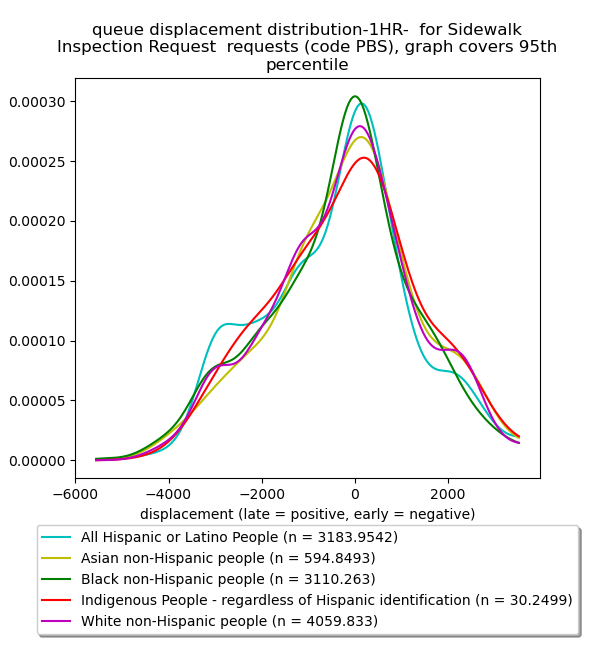 queue displacement distribution-1HR-  for Sidewalk
Inspection Request  requests (code PBS), graph covers 95th
percentile
0.00030
0.00025
0.00020
0.00015
0.00010
0.00005
0.00000
−6000 −4000 −2000 0 2000
displacement (late = positive, early = negative)
All Hispanic or Latino People (n = 3183.9542)
Asian non-Hispanic people (n = 594.8493)
Black non-Hispanic people (n = 3110.263)
Indigenous People - regardless of Hispanic identification (n = 30.2499)
White non-Hispanic people (n = 4059.833)